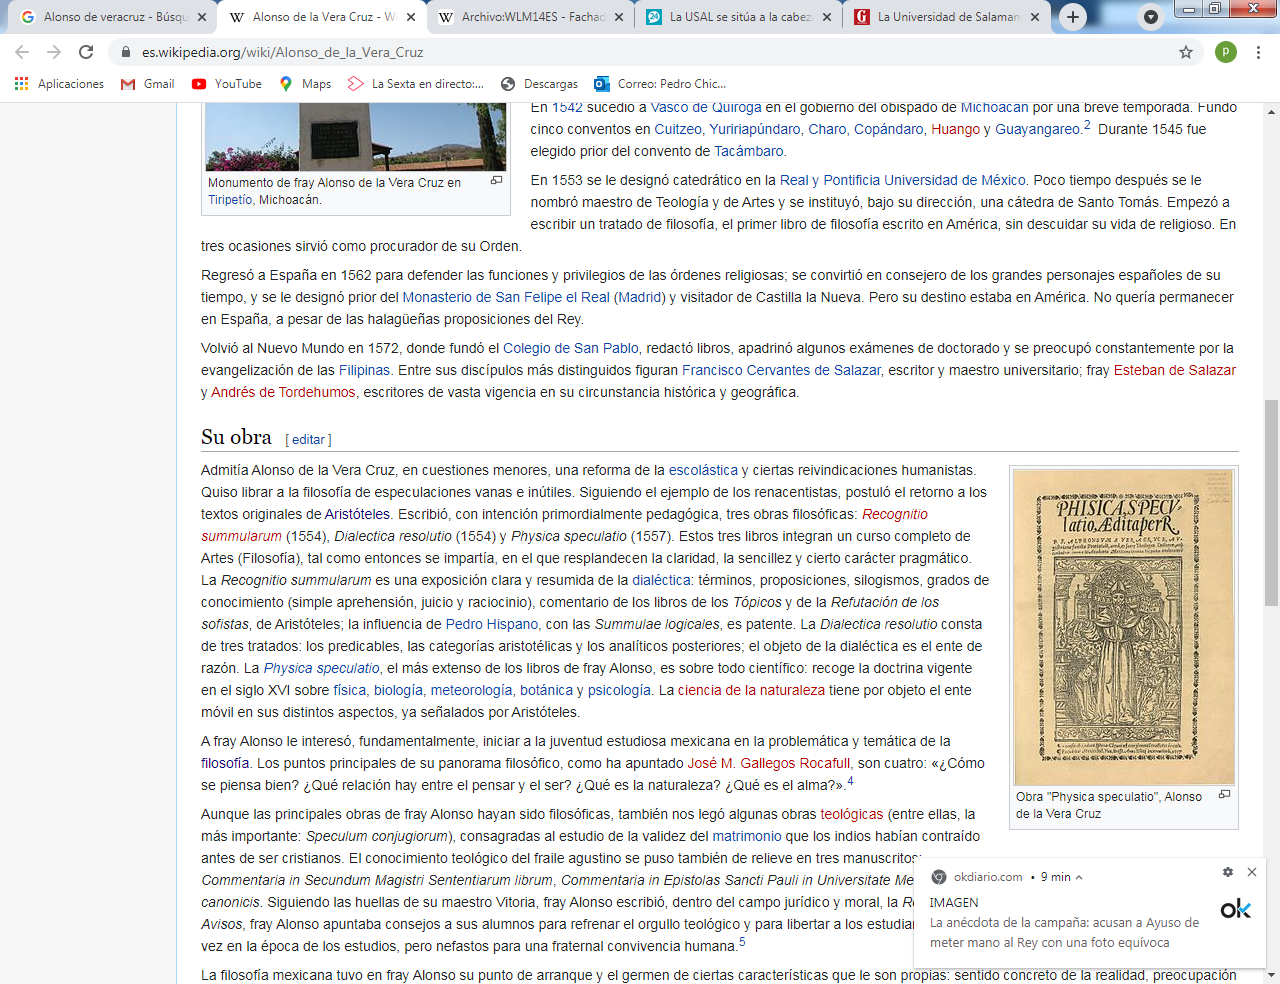 Alonso de veracruz - Búsqu
Alonso de la Vera Cruz - W
Archivo:WLM14ES - Fachad
La USAL se sitúa a la cabeza
La Universidad de Salaman
es.wikipedia.org/wiki/Alonso_de_la_Vera_Cruz
P
Aplicaciones
Gmail
YouTube
Maps
La Sexta en directo:...
Descargas
Correo: Pedro Chic...
En 1542 sucedió a Vasco de Quiroga en el gobierno del obispado de Michoacán por una breve temporada. Fundó
cinco conventos en Cuitzeo, Yuririapúndaro, Charo, Copándaro, Huango y Guayangareo.2 Durante 1545 fue
elegido prior del convento de Tacámbaro.
Monumento de fray Alonso de la Vera Cruz en
Tiripetío, Michoacán.
En 1553 se le designó catedrático en la Real y Pontificia Universidad de México. Poco tiempo después se le
nombró maestro de Teología y de Artes y se instituyó, bajo su dirección, una cátedra de Santo Tomás. Empezó a
escribir un tratado de filosofía, el primer libro de filosofía escrito en América, sin descuidar su vida de religioso. En
tres ocasiones sirvió como procurador de su Orden.
Regresó a España en 1562 para defender las funciones y privilegios de las órdenes religiosas; se convirtió en consejero de los grandes personajes españoles de su
tiempo, y se le designó prior del Monasterio de San Felipe el Real (Madrid) y visitador de Castilla la Nueva. Pero su destino estaba en América. No quería permanecer
en España, a pesar de las halagüeñas proposiciones del Rey.
Volvió al Nuevo Mundo en 1572, donde fundó el Colegio de San Pablo, redactó libros, apadrinó algunos exámenes de doctorado y se preocupó constantemente por la
evangelización de las Filipinas. Entre sus discípulos más distinguidos figuran Francisco Cervantes de Salazar, escritor y maestro universitario; fray Esteban de Salazar
y Andrés de Tordehumos, escritores de vasta vigencia en su circunstancia histórica y geográfica.
Su obra [ editar ]
Admitía Alonso de la Vera Cruz, en cuestiones menores, una reforma de la escolástica y ciertas reivindicaciones humanistas.
Quiso librar a la filosofía de especulaciones vanas e inútiles. Siguiendo el ejemplo de los renacentistas, postuló el retorno a los
textos originales de Aristóteles. Escribió, con intención primordialmente pedagógica, tres obras filosóficas: Recognitio
summularum (1554), Dialectica resolutio (1554) y Physica speculatio (1557). Estos tres libros integran un curso completo de
Artes (Filosofía), tal como entonces se impartía, en el que resplandecen la claridad, la sencillez y cierto carácter pragmático.
La Recognitio summularum es una exposición clara y resumida de la dialéctica: términos, proposiciones, silogismos, grados de
conocimiento (simple aprehensión, juicio y raciocinio), comentario de los libros de los Tópicos y de la Refutación de los
sofistas, de Aristóteles; la influencia de Pedro Hispano, con las Summulae logicales, es patente. La Dialectica resolutio consta
de tres tratados: los predicables, las categorías aristotélicas y los analíticos posteriores; el objeto de la dialéctica es el ente de
razón. La Physica speculatio, el más extenso de los libros de fray Alonso, es sobre todo científico: recoge la doctrina vigente
en el siglo XVI sobre física, biología, meteorología, botánica y psicología. La ciencia de la naturaleza tiene por objeto el ente
móvil en sus distintos aspectos, ya señalados por Aristóteles.
PHISICA, SPECV-
latio, Æditaper R.
Obra "Physica speculatio", Alonso
de la Vera Cruz
A fray Alonso le interesó, fundamentalmente, iniciar a la juventud estudiosa mexicana en la problemática y temática de la
filosofía. Los puntos principales de su panorama filosófico, como ha apuntado José M. Gallegos Rocafull, son cuatro: «¿Cómo
se piensa bien? ¿Qué relación hay entre el pensar y el ser? ¿Qué es la naturaleza? ¿Qué es el alma?».4
Aunque las principales obras de fray Alonso hayan sido filosóficas, también nos legó algunas obras teológicas (entre ellas, la
más importante: Speculum conjugiorum), consagradas al estudio de la validez del matrimonio que los indios habían contraído
antes de ser cristianos. El conocimiento teológico del fraile agustino se puso también de relieve en tres manuscritos:
Commentaria in Secundum Magistri Sententiarum librum, Commentaria in Epistolas Sancti Pauli in Universitate Me
canonicis. Siguiendo las huellas de su maestro Vitoria, fray Alonso escribió, dentro del campo jurídico y moral, la R
Avisos, fray Alonso apuntaba consejos a sus alumnos para refrenar el orgullo teológico y para libertar a los estudian
vez en la época de los estudios, pero nefastos para una fraternal convivencia humana.5
La filosofía mexicana tuvo en fray Alonso su punto de arranque y el germen de ciertas características que le son propias: sentido concreto de la realidad, preocupación
okdiario.com • 9 min
IMAGEN
La anécdota de la campaña: acusan a Ayuso de
meter mano al Rey con una foto equívoca
ok